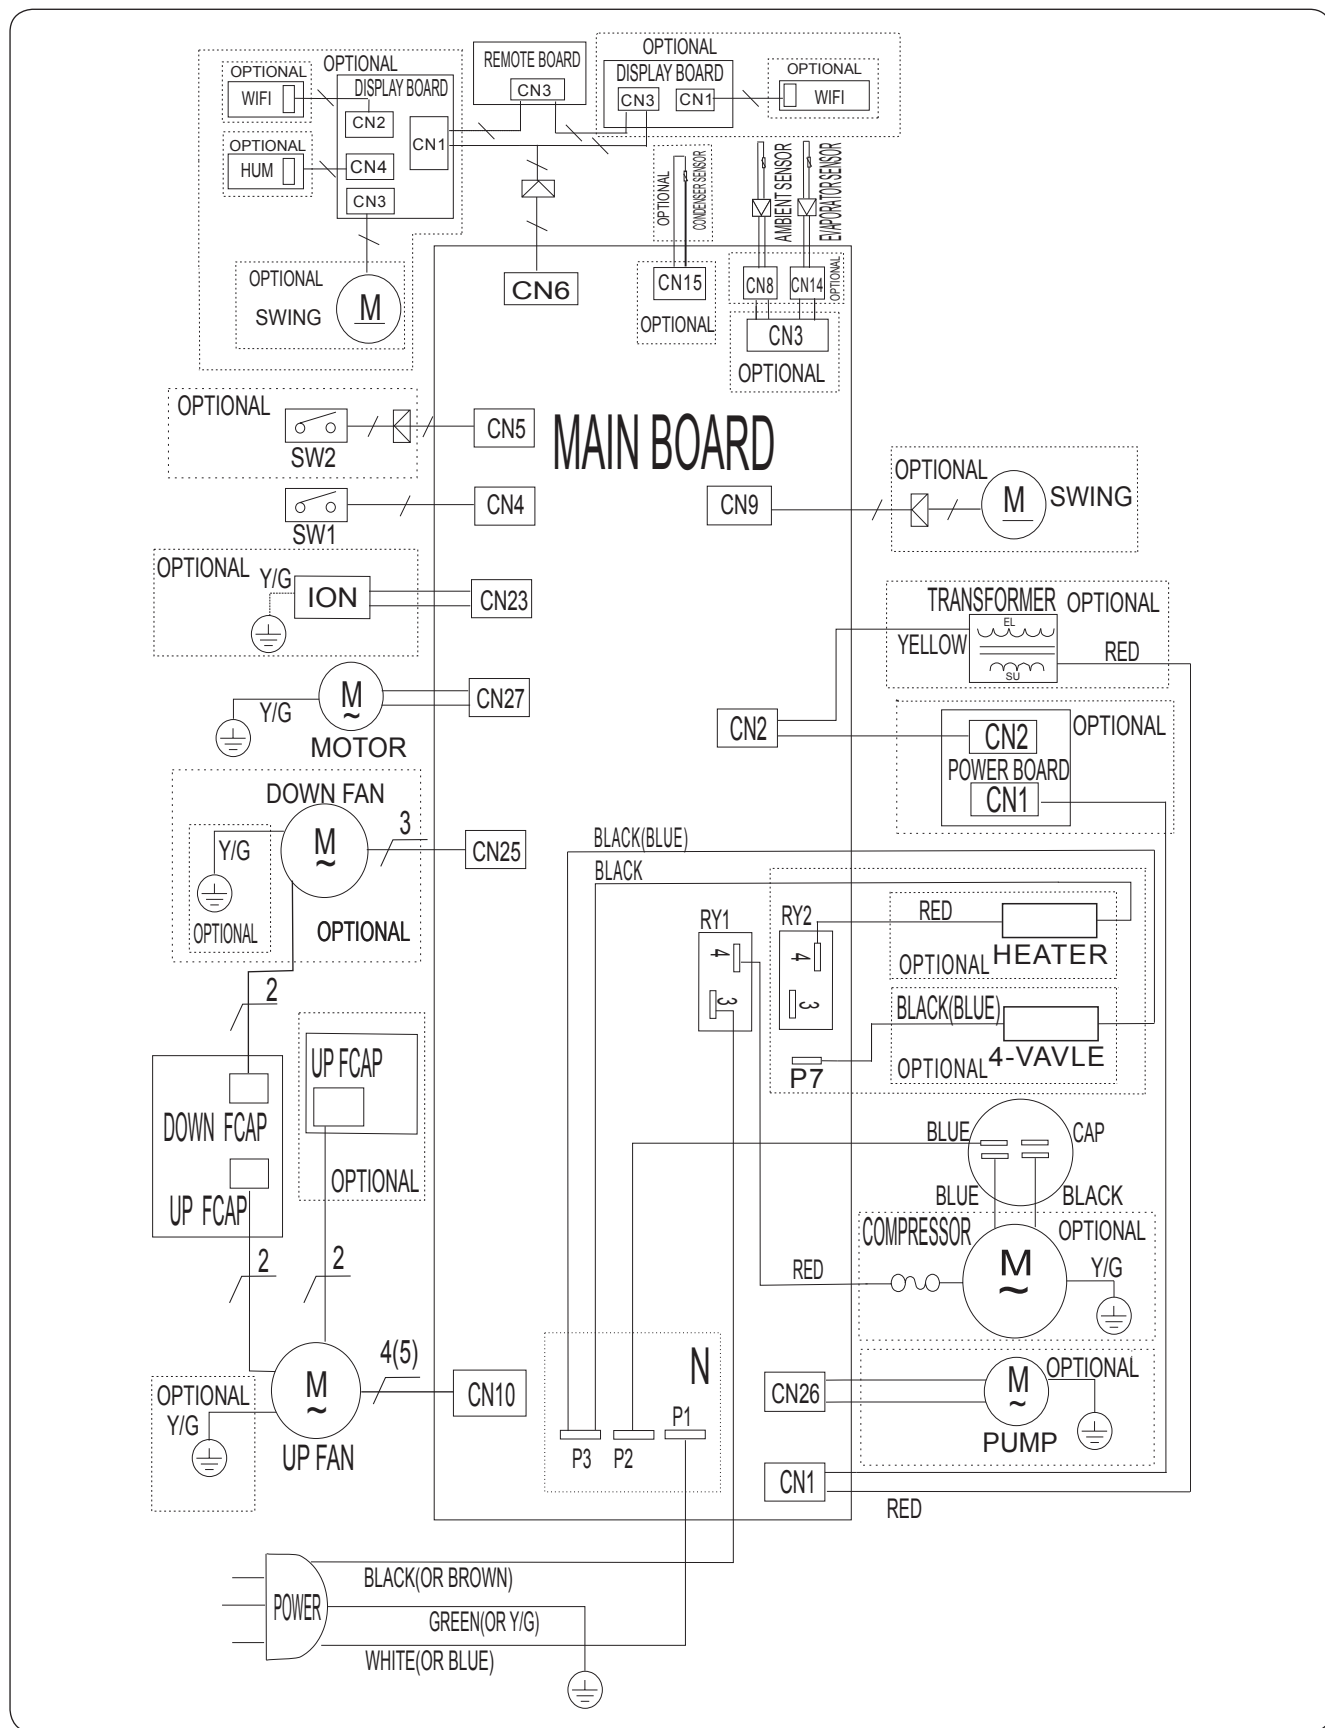 OPTIONAL
OPTIONAL
WIFI
DISPLAY BOARD
CN2
CN1
OPTIONAL
HUM
CN4
CN3
OPTIONAL
SWING
M
REMOTE BOARD
CN3
OPTIONAL
DISPLAY BOARD
CN3
CN1
OPTIONAL
WIFI
CN6
OPTIONAL
CONDENSER SENSOR
CN15
OPTIONAL
AMBIENT SENSOR
EVAPORATOR SENSOR
CN8
CN14
OPTIONAL
CN3
OPTIONAL
MAIN BOARD
OPTIONAL
SW2
CN5
SW1
CN4
OPTIONAL
Y/G
ION
CN23
M
~
Y/G
MOTOR
CN27
DOWN FAN
M
~
3
CN25
Y/G
OPTIONAL
OPTIONAL
2
DOWN FCAP
UP FCAP
2
UP FCAP
OPTIONAL
2
OPTIONAL
Y/G
M
~
UP FAN
4(5)
CN10
CN9
OPTIONAL
M
SWING
TRANSFORMER
OPTIONAL
EL
YELLOW
SU
RED
CN2
CN2
OPTIONAL
POWER BOARD
CN1
BLACK(BLUE)
BLACK
RY1
4
3
RY2
4
3
RED
HEATER
OPTIONAL
BLACK(BLUE)
4-VAVLE
OPTIONAL
P7
BLUE
CAP
BLUE
BLACK
COMPRESSOR
OPTIONAL
M
~
Y/G
RED
N
P3
P2
P1
CN26
M
~
OPTIONAL
PUMP
CN1
RED
POWER
BLACK(OR BROWN)
GREEN(OR Y/G)
WHITE(OR BLUE)